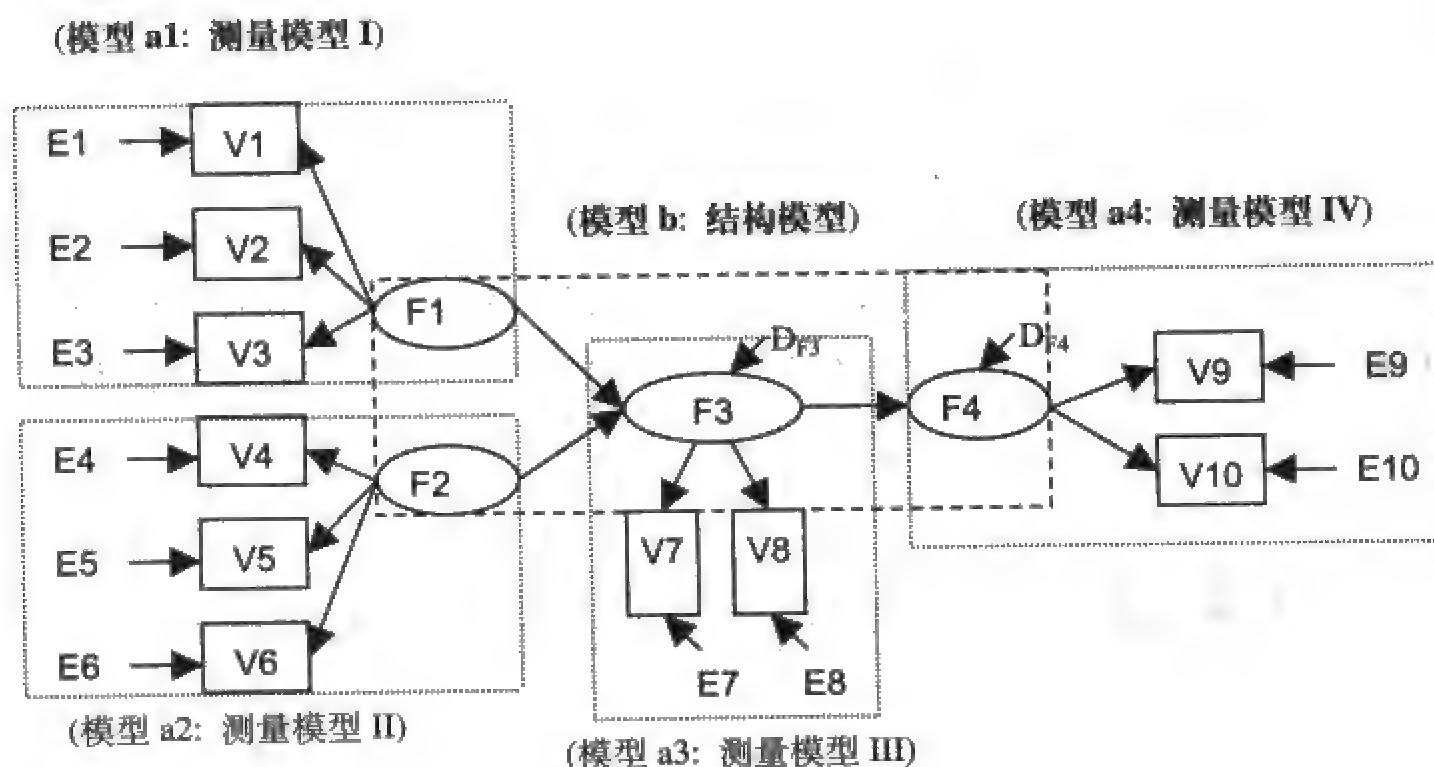 (模型 a1: 测量模型 I)
E1
V1
E2
V2
E3
V3
F1
(模型 b: 结构模型)
(模型 a4: 测量模型 IV)
E4
V4
E5
V5
E6
V6
F2
D_F3
F3
V7
V8
E7
E8
D_F4
F4
V9
E9
V10
E10
(模型 a2: 测量模型 II)
(模型 a3: 测量模型 III)